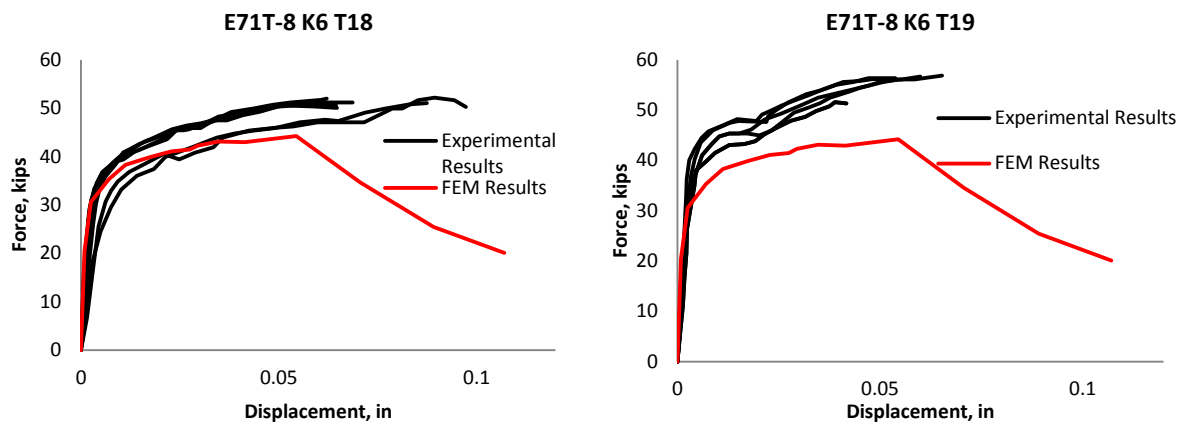 E71T-8 K6 T18
60
50
40
30
20
10
0
Force, kips
0
0.05
0.1
Displacement, in
Experimental
Results
FEM Results
E71T-8 K6 T19
60
50
40
30
20
10
0
Force, kips
0
0.05
0.1
Displacement, in
Experimental Results
FEM Results